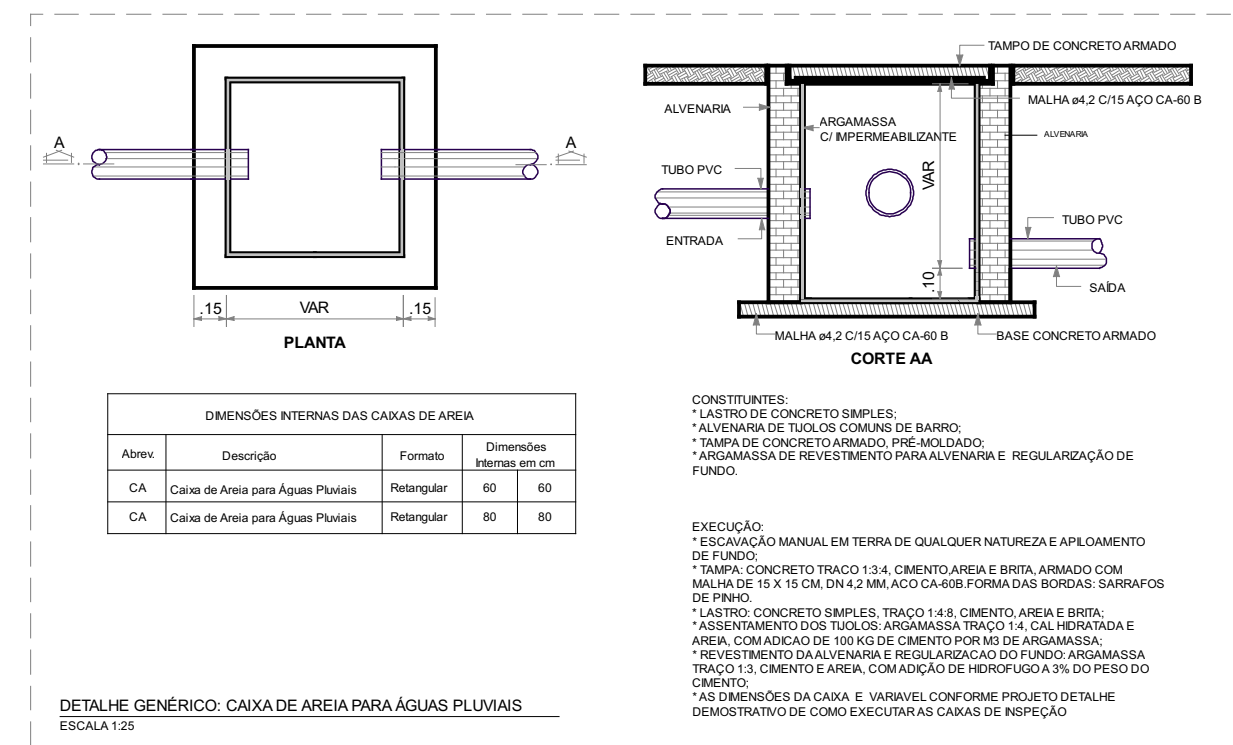 A
A
.15
VAR
.15
PLANTA
TAMPO DE CONCRETO ARMADO
MALHA ø4,2 C/15 AÇO CA-60 B
ALVENARIA
ARGAMASSA
C/ IMPERMEABILIZANTE
ALVENARIA
VAR
TUBO PVC
TUBO PVC
ENTRADA
.10
SAÍDA
MALHA ø4,2 C/15 AÇO CA-60 B
BASE CONCRETO ARMADO
CORTE AA
DIMENSÕES INTERNAS DAS CAIXAS DE AREIA
Abrev.
Descrição
Formato
Dimensões
Internas em cm
CA
Caixa de Areia para Águas Pluviais
Retangular
60
60
CA
Caixa de Areia para Águas Pluviais
Retangular
80
80
CONSTITUINTES:
* LASTRO DE CONCRETO SIMPLES;
* ALVENARIA DE TIJOLOS COMUNS DE BARRO;
* TAMPA DE CONCRETO ARMADO, PRÉ-MOLDADO;
* ARGAMASSA DE REVESTIMENTO PARA ALVENARIA E REGULARIZAÇÃO DE
FUNDO.
EXECUÇÃO:
* ESCAVAÇÃO MANUAL EM TERRA DE QUALQUER NATUREZA E APILOAMENTO
DE FUNDO;
* TAMPA: CONCRETO TRACO 1:3:4, CIMENTO,AREIA E BRITA, ARMADO COM
MALHA DE 15 X 15 CM, DN 4,2 MM, ACO CA-60B.FORMA DAS BORDAS: SARRAFOS
DE PINHO.
* LASTRO: CONCRETO SIMPLES, TRAÇO 1:4:8, CIMENTO, AREIA E BRITA;
* ASSENTAMENTO DOS TIJOLOS: ARGAMASSA TRAÇO 1:4, CAL HIDRATADA E
AREIA, COM ADICAO DE 100 KG DE CIMENTO POR M3 DE ARGAMASSA;
* REVESTIMENTO DA ALVENARIA E REGULARIZACAO DO FUNDO: ARGAMASSA
TRAÇO 1:3, CIMENTO E AREIA, COM ADIÇÃO DE HIDROFUGO A 3% DO PESO DO
CIMENTO;
* AS DIMENSÕES DA CAIXA E VARIAVEL CONFORME PROJETO DETALHE
DEMOSTRATIVO DE COMO EXECUTAR AS CAIXAS DE INSPEÇÃO
DETALHE GENÉRICO: CAIXA DE AREIA PARA ÁGUAS PLUVIAIS
ESCALA 1:25